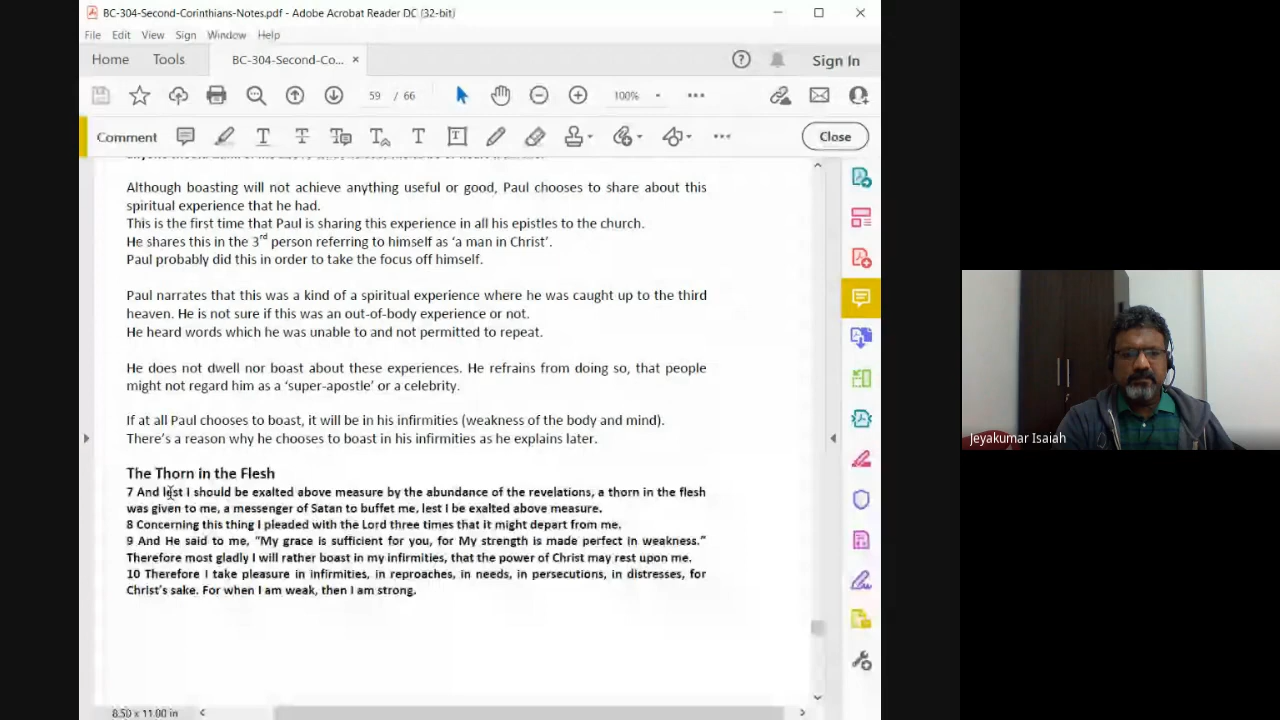 BC-304-Second-Corinthians-Notes.pdf - Adobe Acrobat Reader DC (32-bit)
File Edit View Sign Window Help
Home Tools BC-304-Second-Co... × Sign In
59 / 66 100%
Comment Close
Although boasting will not achieve anything useful or good, Paul chooses to share about this
spiritual experience that he had.
This is the first time that Paul is sharing this experience in all his epistles to the church.
He shares this in the 3rd person referring to himself as ‘a man in Christ’.
Paul probably did this in order to take the focus off himself.
Paul narrates that this was a kind of a spiritual experience where he was caught up to the third
heaven. He is not sure if this was an out-of-body experience or not.
He heard words which he was unable to and not permitted to repeat.
He does not dwell nor boast about these experiences. He refrains from doing so, that people
might not regard him as a ‘super-apostle’ or a celebrity.
If at all Paul chooses to boast, it will be in his infirmities (weakness of the body and mind).
There’s a reason why he chooses to boast in his infirmities as he explains later.
The Thorn in the Flesh
7 And lest I should be exalted above measure by the abundance of the revelations, a thorn in the flesh
was given to me, a messenger of Satan to buffet me, lest I be exalted above measure.
8 Concerning this thing I pleaded with the Lord three times that it might depart from me.
9 And He said to me, “My grace is sufficient for you, for My strength is made perfect in weakness.”
Therefore most gladly I will rather boast in my infirmities, that the power of Christ may rest upon me.
10 Therefore I take pleasure in infirmities, in reproaches, in needs, in persecutions, in distresses, for
Christ’s sake. For when I am weak, then I am strong.
8.50 x 11.00 in
Jeyakumar Isaiah